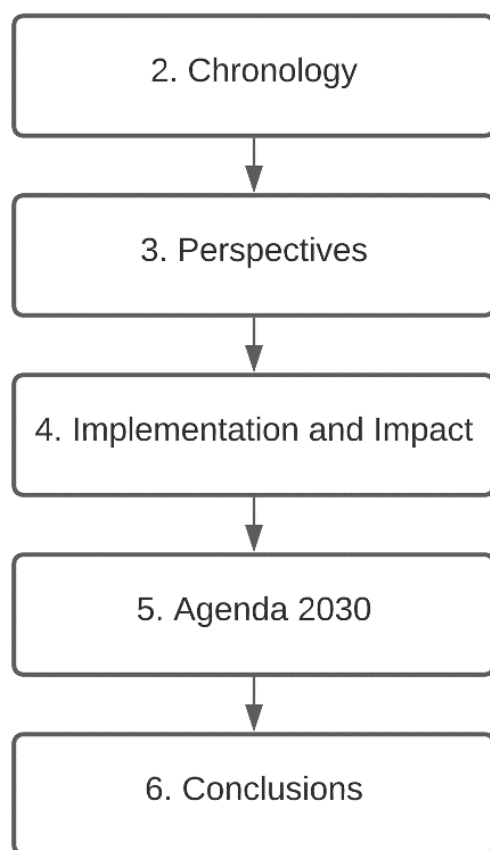 2. Chronology
3. Perspectives
4. Implementation and Impact
5. Agenda 2030
6. Conclusions